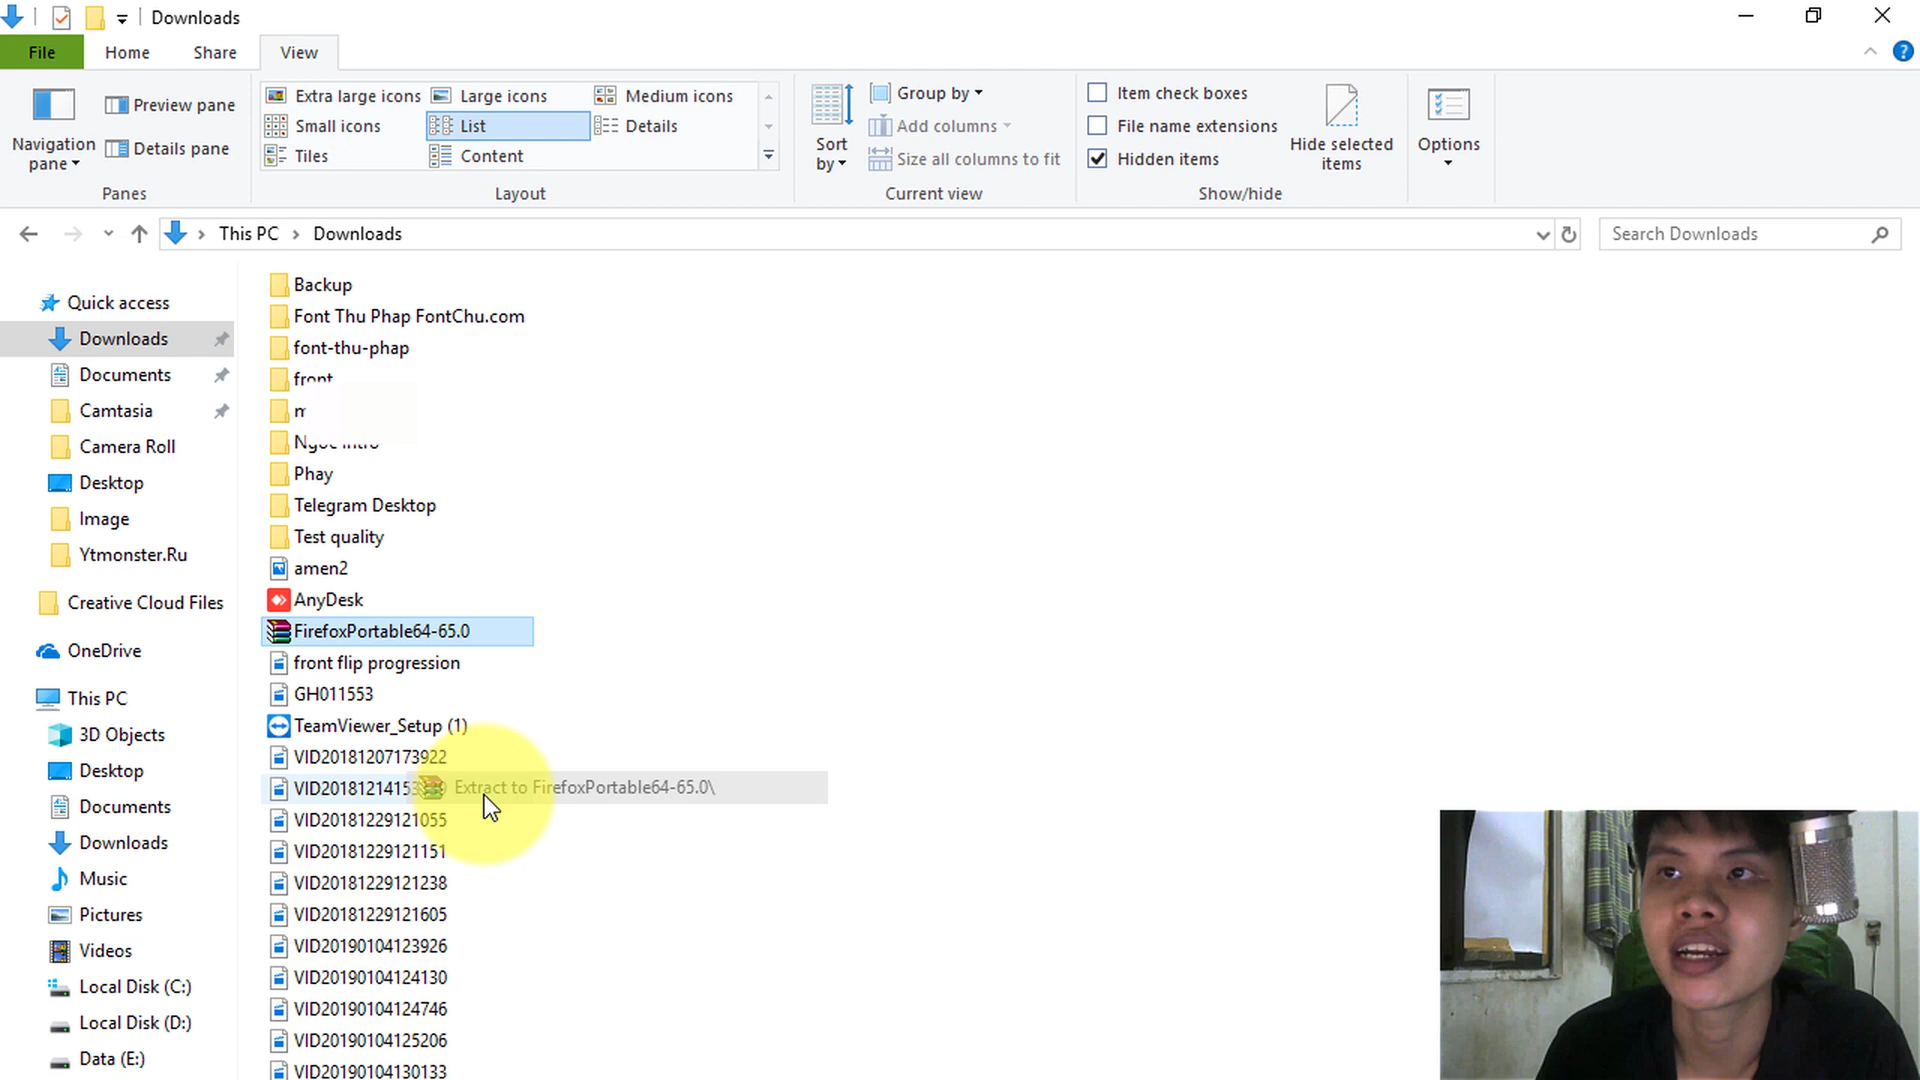 Downloads
File Home Share View
Navigation pane
Preview pane
Details pane
Panes
Extra large icons Large icons Medium icons
Small icons List Details
Tiles Content
Layout
Sort by
Group by
Add columns
Size all columns to fit
Current view
Item check boxes
File name extensions
Hidden items
Hide selected items
Show/hide
Options
This PC Downloads
Search Downloads
Quick access
Downloads
Documents
Camtasia
Camera Roll
Desktop
Image
Ytmonster.Ru
Creative Cloud Files
OneDrive
This PC
3D Objects
Desktop
Documents
Downloads
Music
Pictures
Videos
Local Disk (C:)
Local Disk (D:)
Data (E:)
Backup
Font Thu Phap FontChu.com
font-thu-phap
front
Phay
Telegram Desktop
Test quality
amen2
AnyDesk
FirefoxPortable64-65.0
front flip progression
GH011553
TeamViewer_Setup (1)
VID20181207173922
Extract to FirefoxPortable64-65.0\
VID20181229121055
VID20181229121151
VID20181229121238
VID20181229121605
VID20190104123926
VID20190104124130
VID20190104124746
VID20190104125206
VID20190104130133